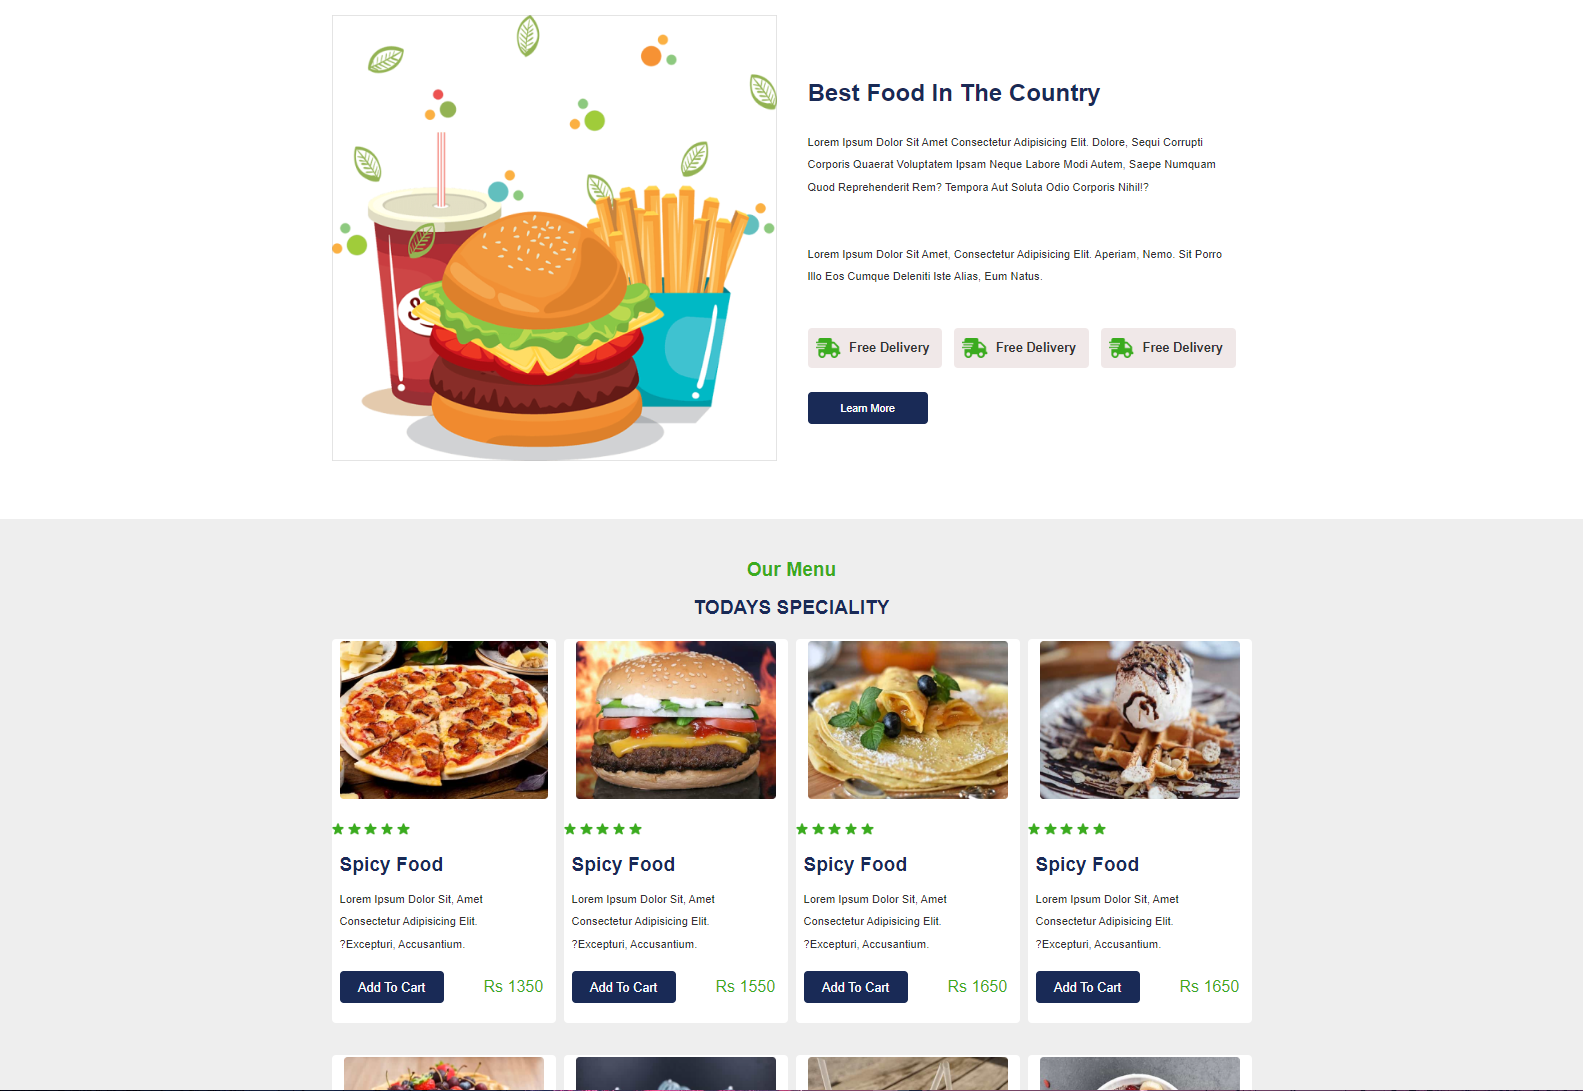 Best Food In The Country
Lorem Ipsum Dolor Sit Amet Consectetur Adipisicing Elit. Dolore, Sequi Corrupti
Corporis Quaerat Voluptatem Ipsam Neque Labore Modi Autem, Saepe Numquam
Quod Reprehenderit Rem? Tempora Aut Soluta Odio Corporis Nihil!?
Lorem Ipsum Dolor Sit Amet, Consectetur Adipisicing Elit. Aperiam, Nemo. Sit Porro
Illo Eos Cumque Deleniti Iste Alias, Eum Natus.
Free Delivery Free Delivery Free Delivery
Learn More
Our Menu
TODAYS SPECIALITY
Spicy Food
Lorem Ipsum Dolor Sit, Amet
Consectetur Adipisicing Elit.
?Excepturi, Accusantium.
Add To Cart Rs 1350
Spicy Food
Lorem Ipsum Dolor Sit, Amet
Consectetur Adipisicing Elit.
?Excepturi, Accusantium.
Add To Cart Rs 1550
Spicy Food
Lorem Ipsum Dolor Sit, Amet
Consectetur Adipisicing Elit.
?Excepturi, Accusantium.
Add To Cart Rs 1650
Spicy Food
Lorem Ipsum Dolor Sit, Amet
Consectetur Adipisicing Elit.
?Excepturi, Accusantium.
Add To Cart Rs 1650